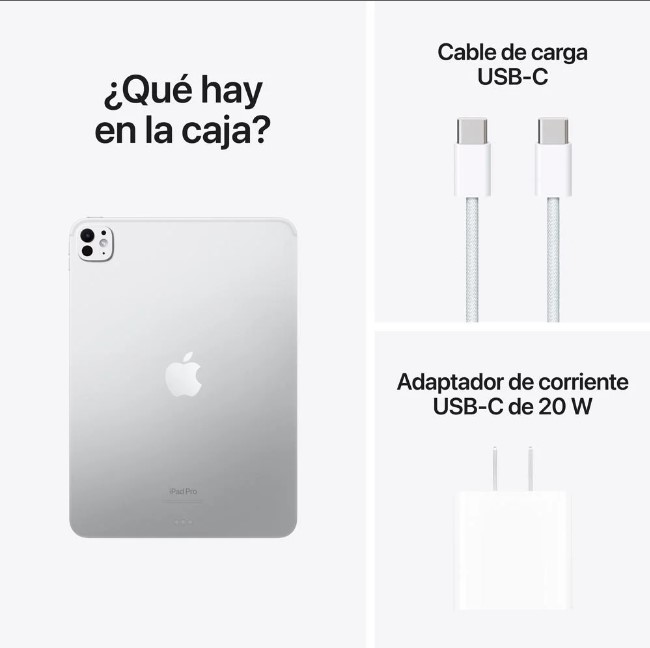 ¿Qué hay
en la caja?
iPad Pro
Cable de carga
USB-C
Adaptador de corriente
USB-C de 20 W